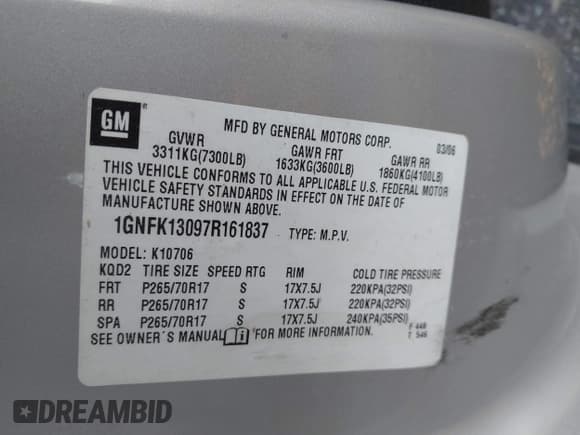 GM ®
MFD BY GENERAL MOTORS CORP. 03/06
GVWR GAWR FRT GAWR RR
3311KG(7300LB) 1633KG(3600LB) 1860KG(4100LB)
THIS VEHICLE CONFORMS TO ALL APPLICABLE U.S. FEDERAL MOTOR
VEHICLE SAFETY STANDARDS IN EFFECT ON THE DATE OF
MANUFACTURE SHOWN ABOVE.
1GNFK13097R161837 TYPE: M.P.V.
MODEL: K10706
KQD2 TIRE SIZE SPEED RTG RIM COLD TIRE PRESSURE
FRT P265/70R17 S 17X7.5J 220KPA(32PSI)
RR P265/70R17 S 17X7.5J 220KPA(32PSI)
SPA P265/70R17 S 17X7.5J 240KPA(35PSI)
SEE OWNER'S MANUAL FOR MORE INFORMATION.
F 448
T 546
DREAMBID